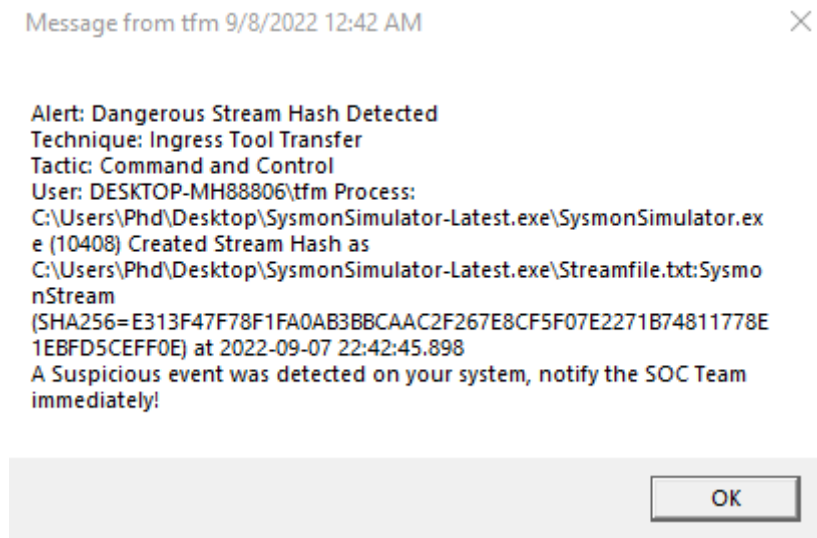 Message from tfm 9/8/2022 12:42 AM
Alert: Dangerous Stream Hash Detected
Technique: Ingress Tool Transfer
Tactic: Command and Control
User: DESKTOP-MH88806\tfm Process:
C:\Users\Phd\Desktop\SysmonSimulator-Latest.exe\SysmonSimulator.ex
e (10408) Created Stream Hash as
C:\Users\Phd\Desktop\SysmonSimulator-Latest.exe\Streamfile.txt:Sysmo
nStream
(SHA256=E313F47F78F1FA0AB3BBCAAC2F267E8CF5F07E2271B74811778E
1EBFD5CEFF0E) at 2022-09-07 22:42:45.898
A Suspicious event was detected on your system, notify the SOC Team
immediately!
OK